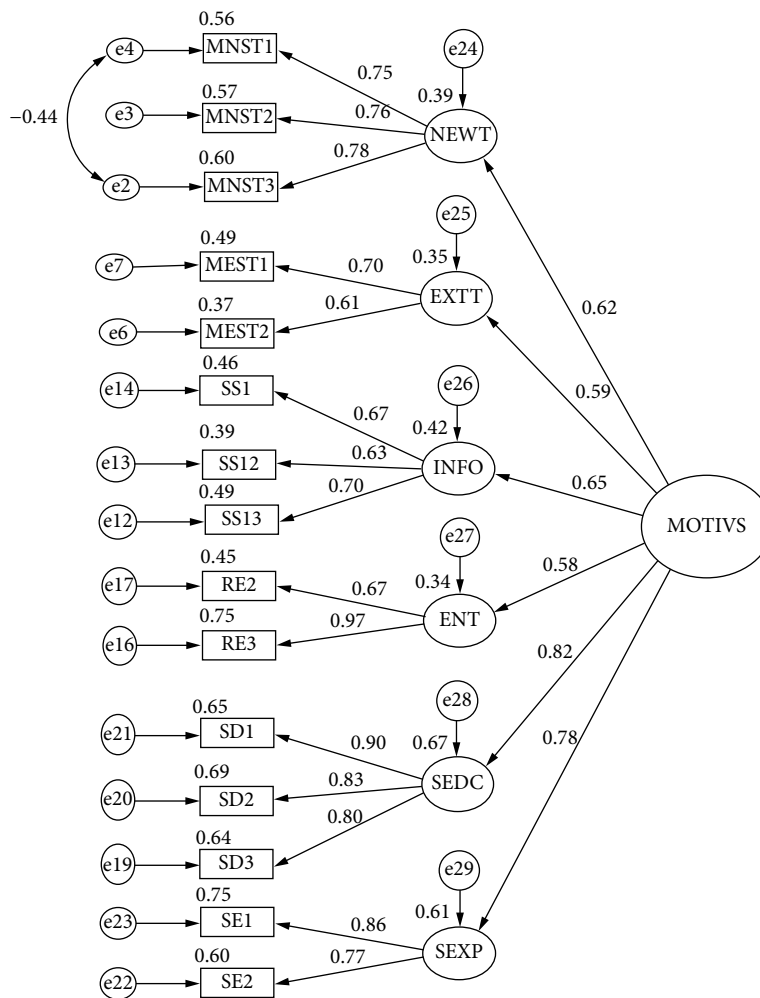 0.56
e4 MNST1 e24
0.75
0.57 0.39
−0.44 e3 MNST2 0.76 NEWT
0.60 0.78
e2 MNST3
e25
0.49
e7 MEST1 0.70 0.35
EXTT
0.37 0.61 0.62
e6 MEST2
0.46
e14 SS1 e26 0.59
0.67
0.39 0.42
e13 SS12 0.63 INFO
0.49 0.70 0.65
e12 SS13 MOTIVS
e27
0.45
e17 RE2 0.67 0.34 0.58
0.75 0.97 ENT
e16 RE3
0.82
0.65 e28
e21 SD1 0.90 0.67 0.78
0.69 0.83 SEDC
e20 SD2
0.80
0.64
e19 SD3 e29
0.75
e23 SE1 0.86 0.61
SEXP
0.60 0.77
e22 SE2